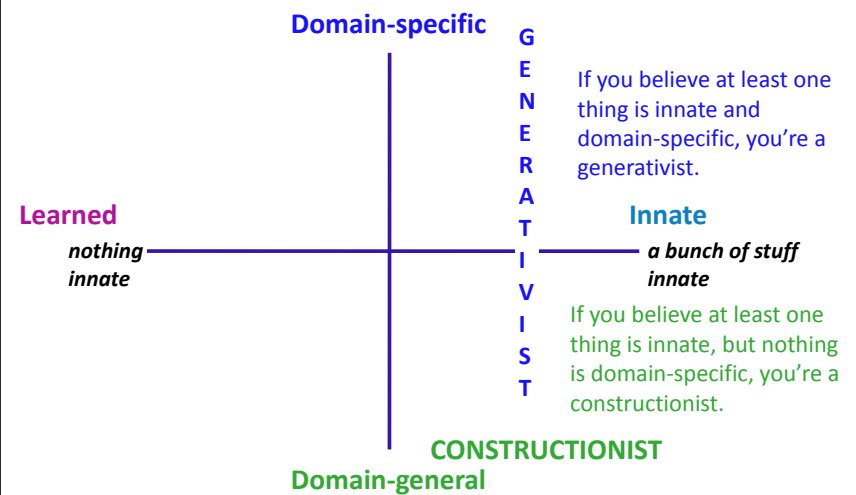 Domain-specific
GENERATIVIST
If you believe at least one
thing is innate and
domain-specific, you’re a
generativist.
Learned
Innate
nothing
innate
a bunch of stuff
innate
If you believe at least one
thing is innate, but nothing
is domain-specific, you’re a
constructionist.
CONSTRUCTIONIST
Domain-general